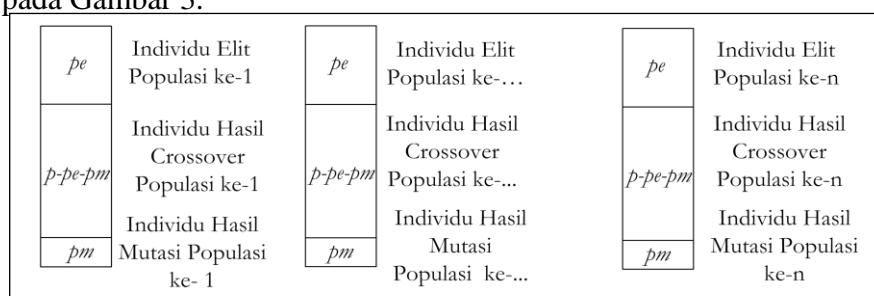 pada Gambar 3.
pe
Individu Elit
Populasi ke-1
p-pe-pm
Individu Hasil
Crossover
Populasi ke-1
pm
Individu Hasil
Mutasi Populasi
ke- 1
pe
Individu Elit
Populasi ke-…
p-pe-pm
Individu Hasil
Crossover
Populasi ke-...
pm
Individu Hasil
Mutasi
Populasi ke-...
pe
Individu Elit
Populasi ke-n
p-pe-pm
Individu Hasil
Crossover
Populasi ke-n
pm
Individu Hasil
Mutasi Populasi
ke-n